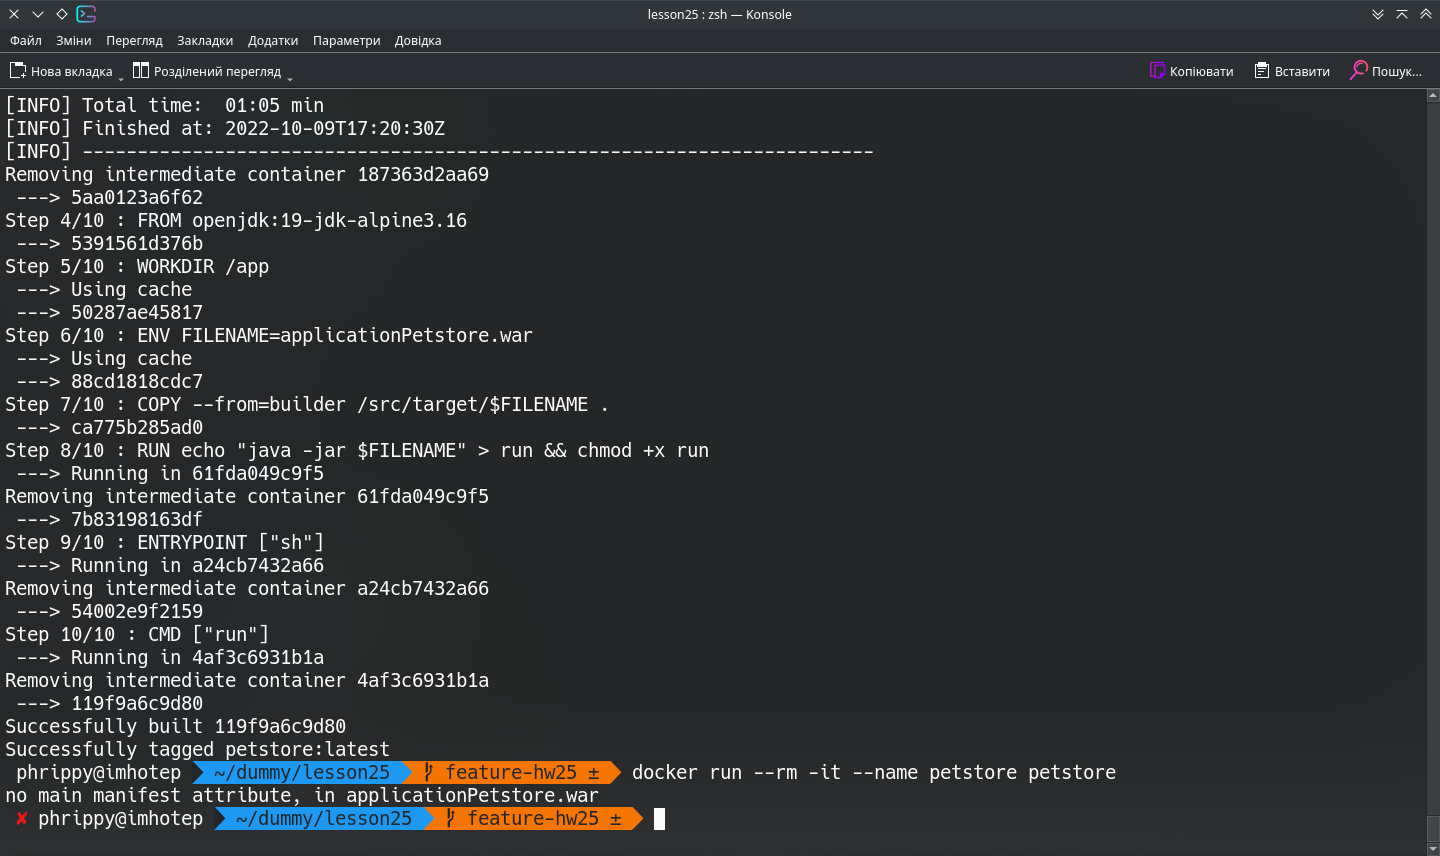 lesson25 : zsh — Konsole
Файл Зміни Перегляд Закладки Додатки Параметри Довідка
Нова вкладка Розділений перегляд Копіювати Вставити Пошук...
[INFO] Total time:  01:05 min
[INFO] Finished at: 2022-10-09T17:20:30Z
[INFO] ------------------------------------------------------------------------
Removing intermediate container 187363d2aa69
 ---> 5aa0123a6f62
Step 4/10 : FROM openjdk:19-jdk-alpine3.16
 ---> 5391561d376b
Step 5/10 : WORKDIR /app
 ---> Using cache
 ---> 50287ae45817
Step 6/10 : ENV FILENAME=applicationPetstore.war
 ---> Using cache
 ---> 88cd1818cdc7
Step 7/10 : COPY --from=builder /src/target/$FILENAME .
 ---> ca775b285ad0
Step 8/10 : RUN echo "java -jar $FILENAME" > run && chmod +x run
 ---> Running in 61fda049c9f5
Removing intermediate container 61fda049c9f5
 ---> 7b83198163df
Step 9/10 : ENTRYPOINT ["sh"]
 ---> Running in a24cb7432a66
Removing intermediate container a24cb7432a66
 ---> 54002e9f2159
Step 10/10 : CMD ["run"]
 ---> Running in 4af3c6931b1a
Removing intermediate container 4af3c6931b1a
 ---> 119f9a6c9d80
Successfully built 119f9a6c9d80
Successfully tagged petstore:latest
phrippy@imhotep ~/dummy/lesson25 feature-hw25 ± docker run --rm -it --name petstore petstore
no main manifest attribute, in applicationPetstore.war
✘ phrippy@imhotep ~/dummy/lesson25 feature-hw25 ±